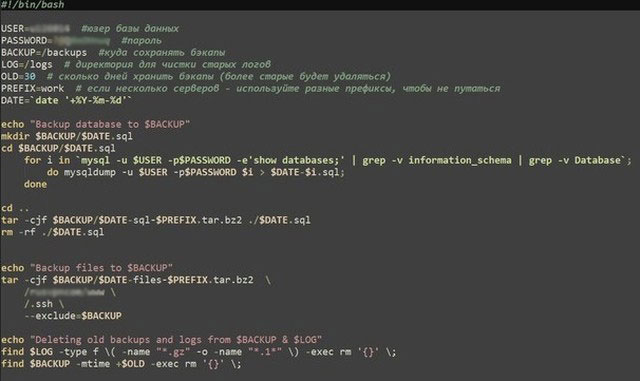 #!/bin/bash
USER= #юзер базы данных
PASSWORD= #пароль
BACKUP=/backups #куда сохранять бэкапы
LOG=/logs # директория для чистки старых логов
OLD=30 # сколько дней хранить бэкапы (более старые будет удаляться)
PREFIX=work # если несколько серверов - используйте разные префиксы, чтобы не путаться
DATE=`date '+%Y-%m-%d'`
echo "Backup database to $BACKUP"
mkdir $BACKUP/$DATE.sql
cd $BACKUP/$DATE.sql
for i in `mysql -u $USER -p$PASSWORD -e'show databases;' | grep -v information_schema | grep -v Database`;
do mysqldump -u $USER -p$PASSWORD $i > $DATE-$i.sql;
done
cd ..
tar -cjf $BACKUP/$DATE-sql-$PREFIX.tar.bz2 ./$DATE.sql
rm -rf ./$DATE.sql
echo "Backup files to $BACKUP"
tar -cjf $BACKUP/$DATE-files-$PREFIX.tar.bz2 \
/ \
/.ssh \
--exclude=$BACKUP
echo "Deleting old backups and logs from $BACKUP & $LOG"
find $LOG -type f \( -name "*.gz" -o -name "*.1*" \) -exec rm '{}' \;
find $BACKUP -mtime +$OLD -exec rm '{}' \;